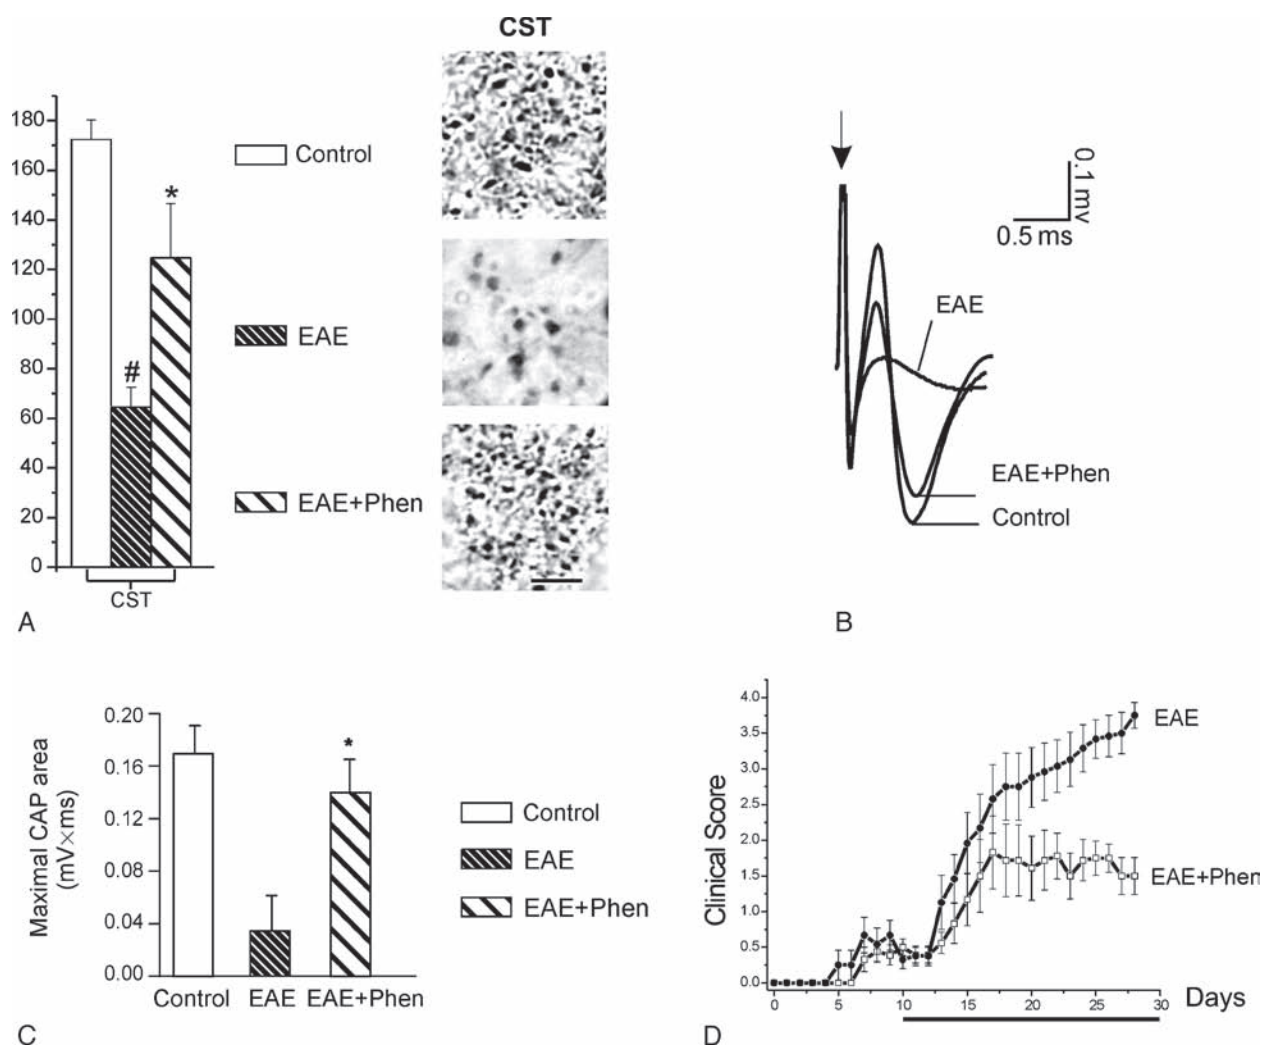 CST
180
160
140
120
100
80
60
40
20
0
*
#
Control
EAE
EAE+Phen
CST
A
0.1 mv
0.5 ms
EAE
EAE+Phen
Control
B
Maximal CAP area
(mV×ms)
0.20
0.16
0.12
0.08
0.04
0.00
*
Control EAE EAE+Phen
Control
EAE
EAE+Phen
C
Clinical Score
4.0
3.5
3.0
2.5
2.0
1.5
1.0
0.5
0.0
EAE
EAE+Phen
0 5 10 15 20 25 30 Days
D